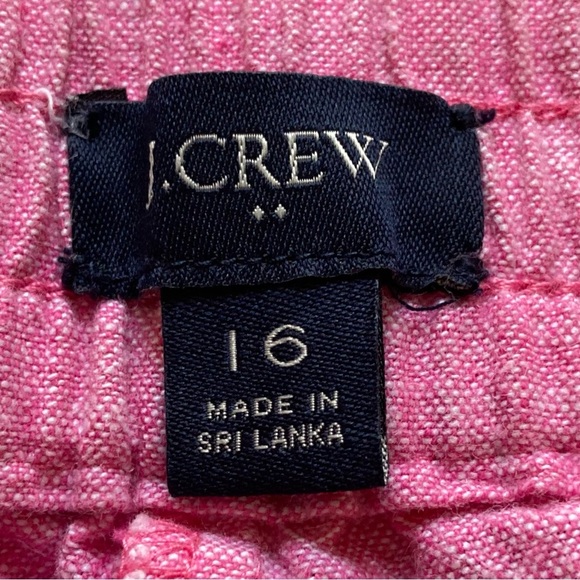 J.CREW
16
MADE IN
SRI LANKA